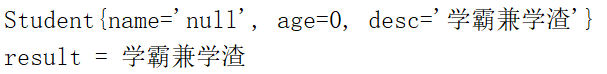 Student{name='null', age=0, desc='学霸兼学渣'}
result = 学霸兼学渣